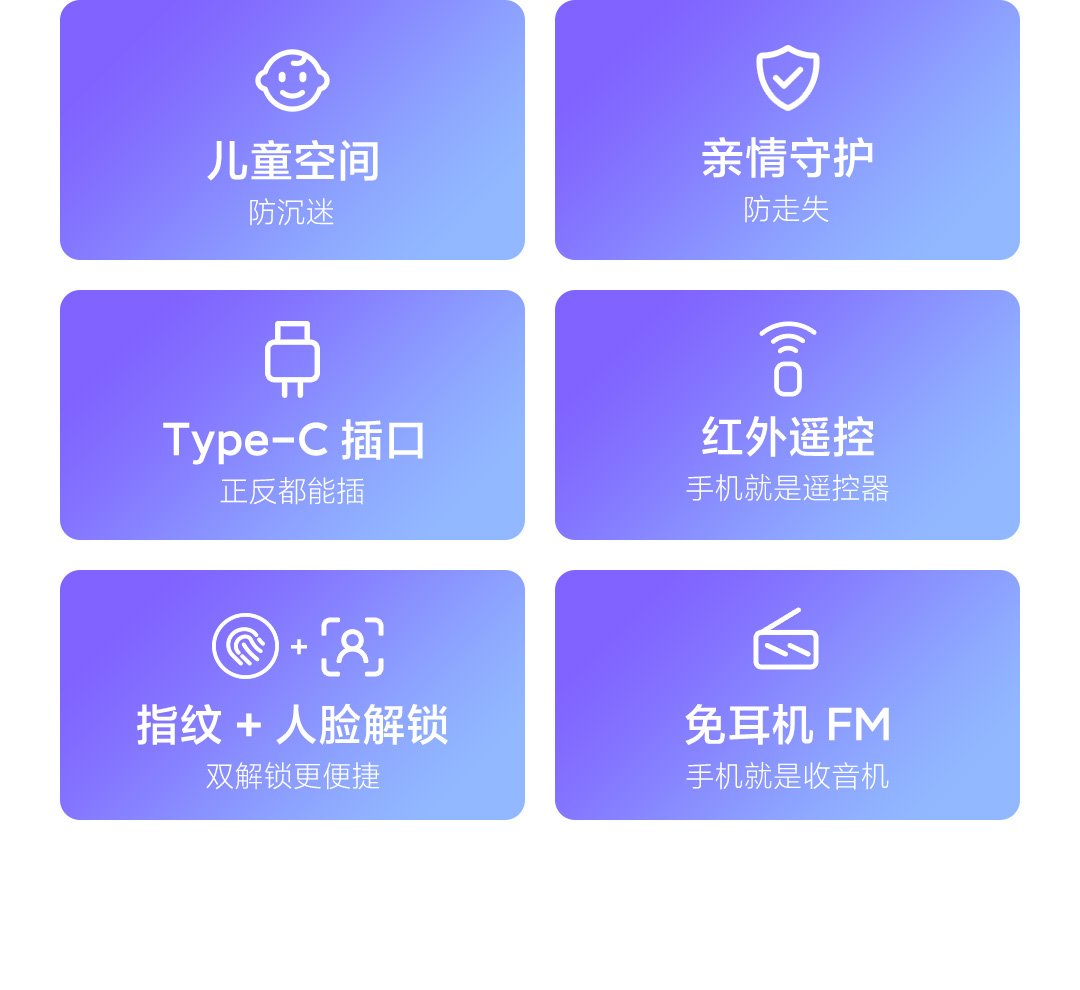 儿童空间
防沉迷
亲情守护
防走失
Type-C 插口
正反都能插
红外遥控
手机就是遥控器
指纹 + 人脸解锁
双解锁更便捷
免耳机 FM
手机就是收音机